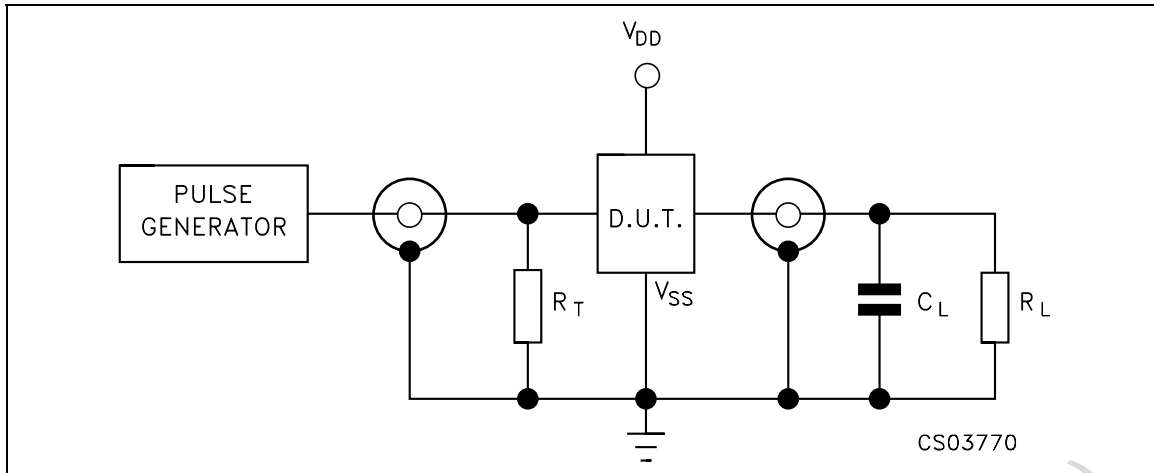 V_DD
PULSE
GENERATOR
D.U.T.
V_SS
R_T
C_L
R_L
CS03770